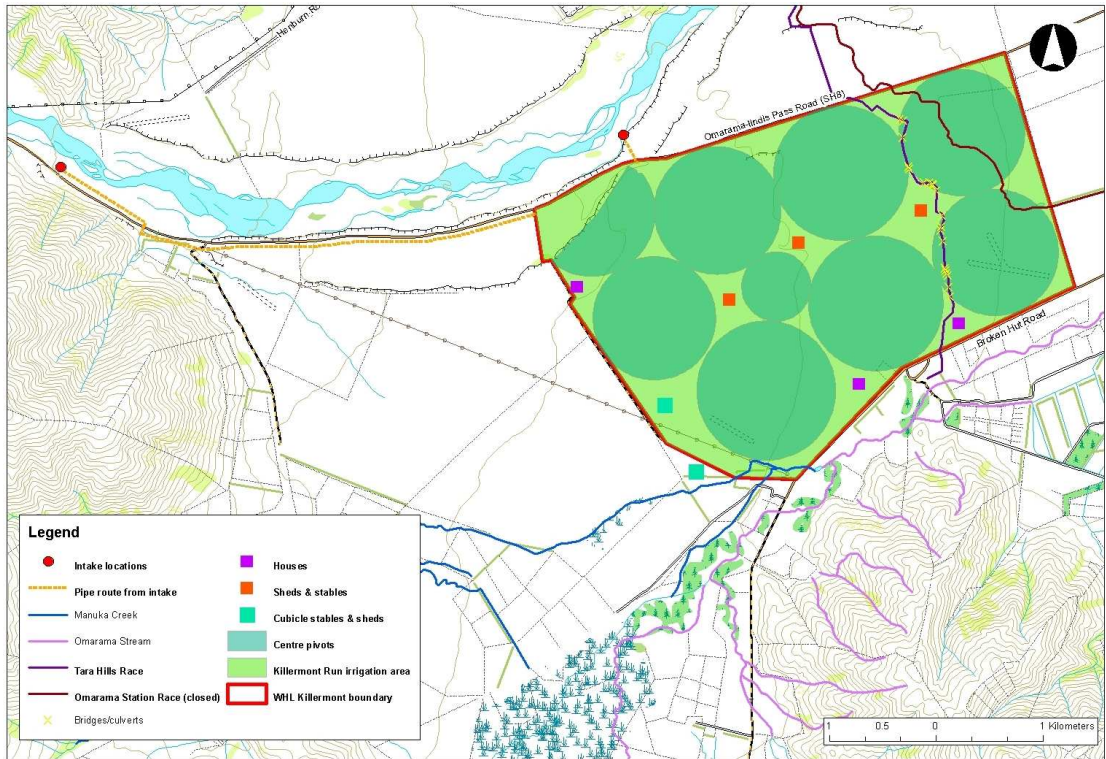 Henburn R
Omarama-lindis Pass Road (SH8)
Broken Hut Road
Legend
Intake locations
Pipe route from intake
Manuka Creek
Omarama Stream
Tara Hills Race
Omarama Station Race (closed)
Bridges/culverts
Houses
Sheds & stables
Cubicle stables & sheds
Centre pivots
Killermont Run irrigation area
WHL Killermont boundary
1 0.5 0 1 Kilometers